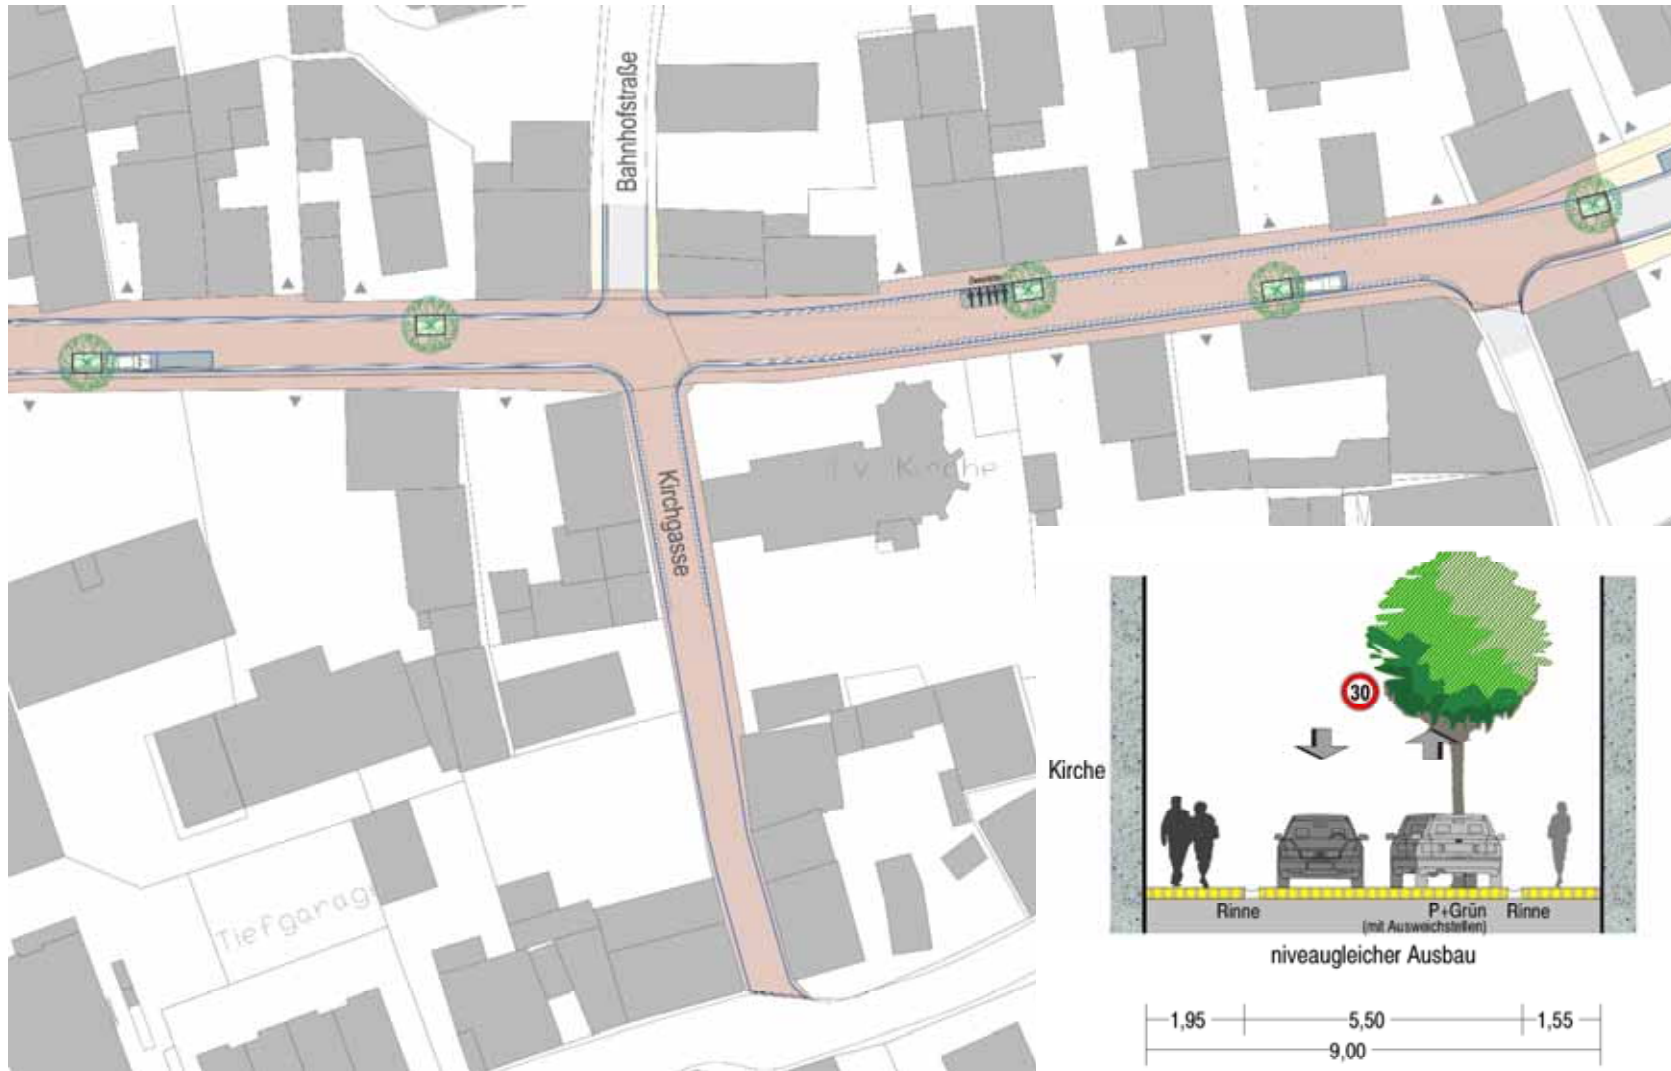 Bahnhofstraße
Kirchgasse
Kirche
Tiefgarage
30
Kirche
Rinne
P+Grün
Rinne
(mit Ausweichstellen)
niveaugleicher Ausbau
1,95
5,50
1,55
9,00